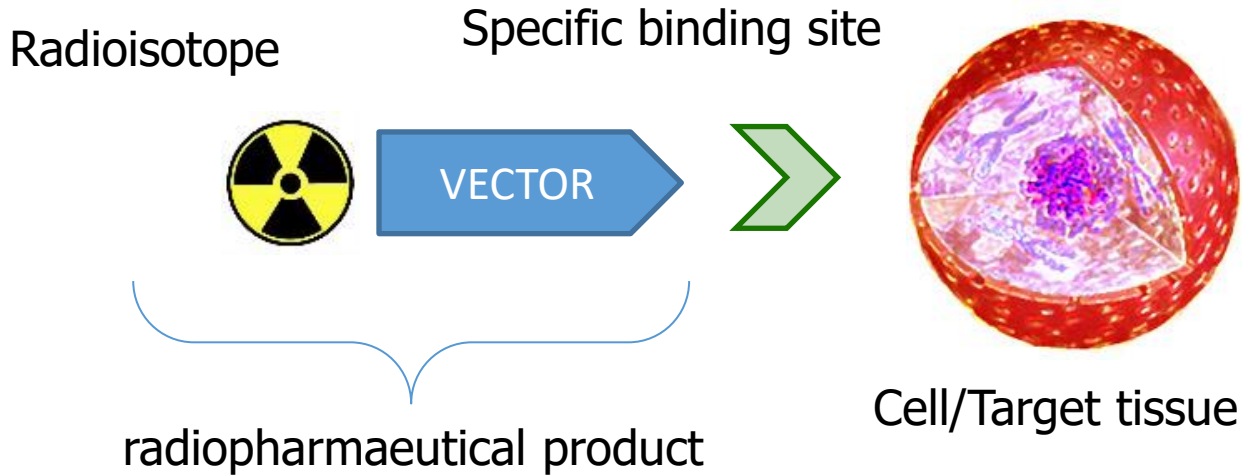 Radioisotope
Specific binding site
VECTOR
radiopharmaeutical product
Cell/Target tissue